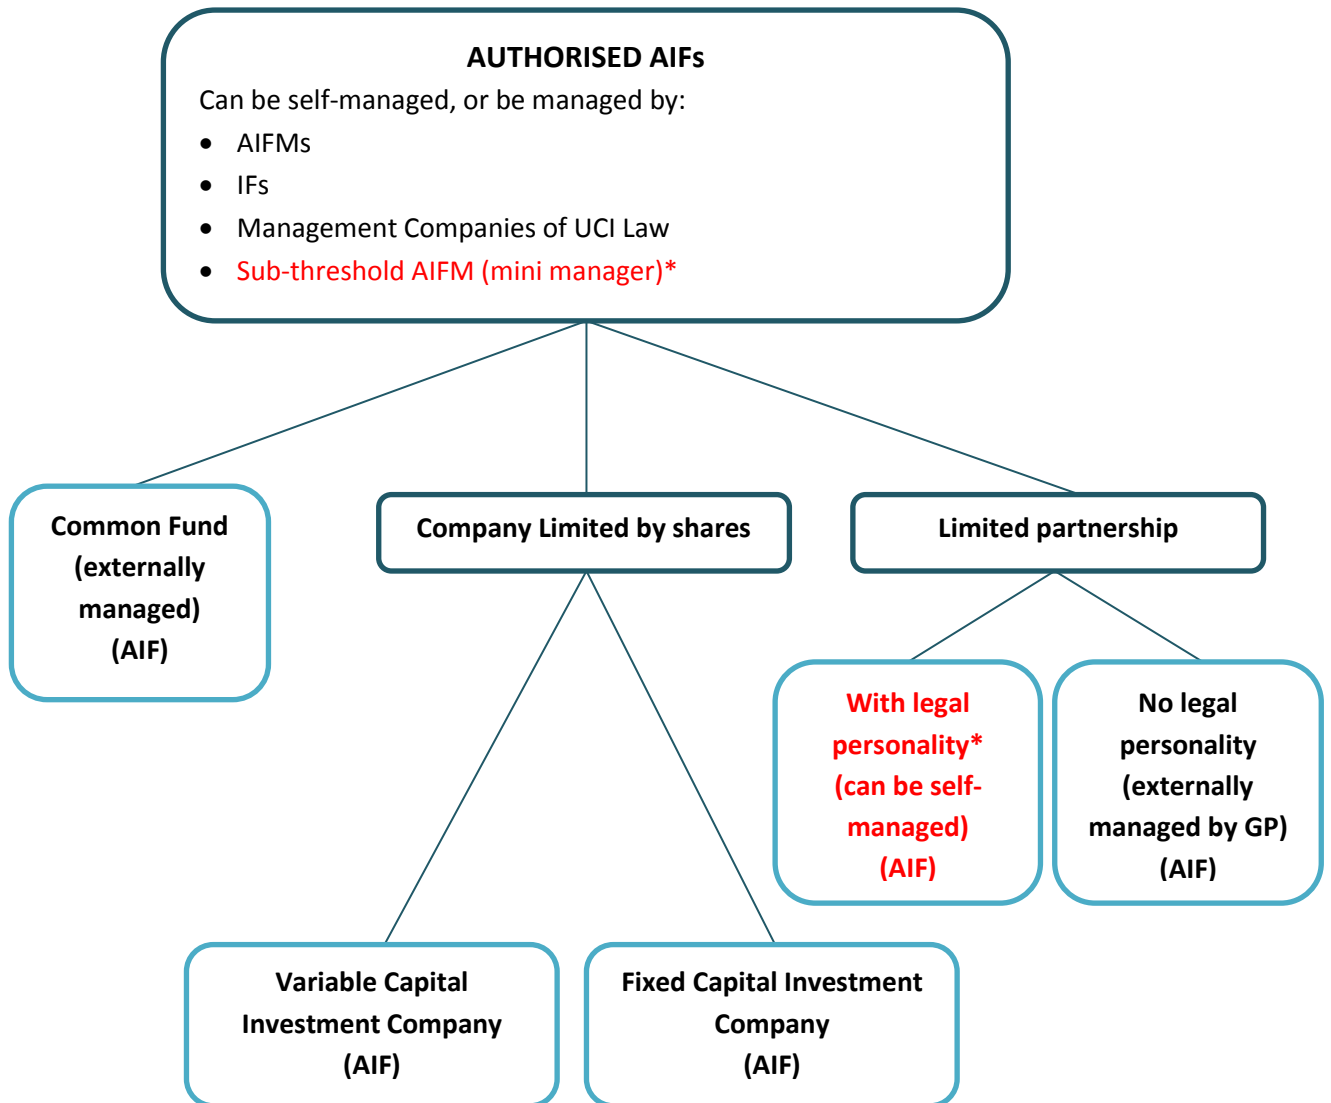 AUTHORISED AIFs
Can be self-managed, or be managed by:
• AIFMs
• IFs
• Management Companies of UCI Law
• Sub-threshold AIFM (mini manager)*
Common Fund
(externally
managed)
(AIF)
Company Limited by shares
Limited partnership
With legal
personality*
(can be self-
managed)
(AIF)
No legal
personality
(externally
managed by GP)
(AIF)
Variable Capital
Investment Company
(AIF)
Fixed Capital Investment
Company
(AIF)